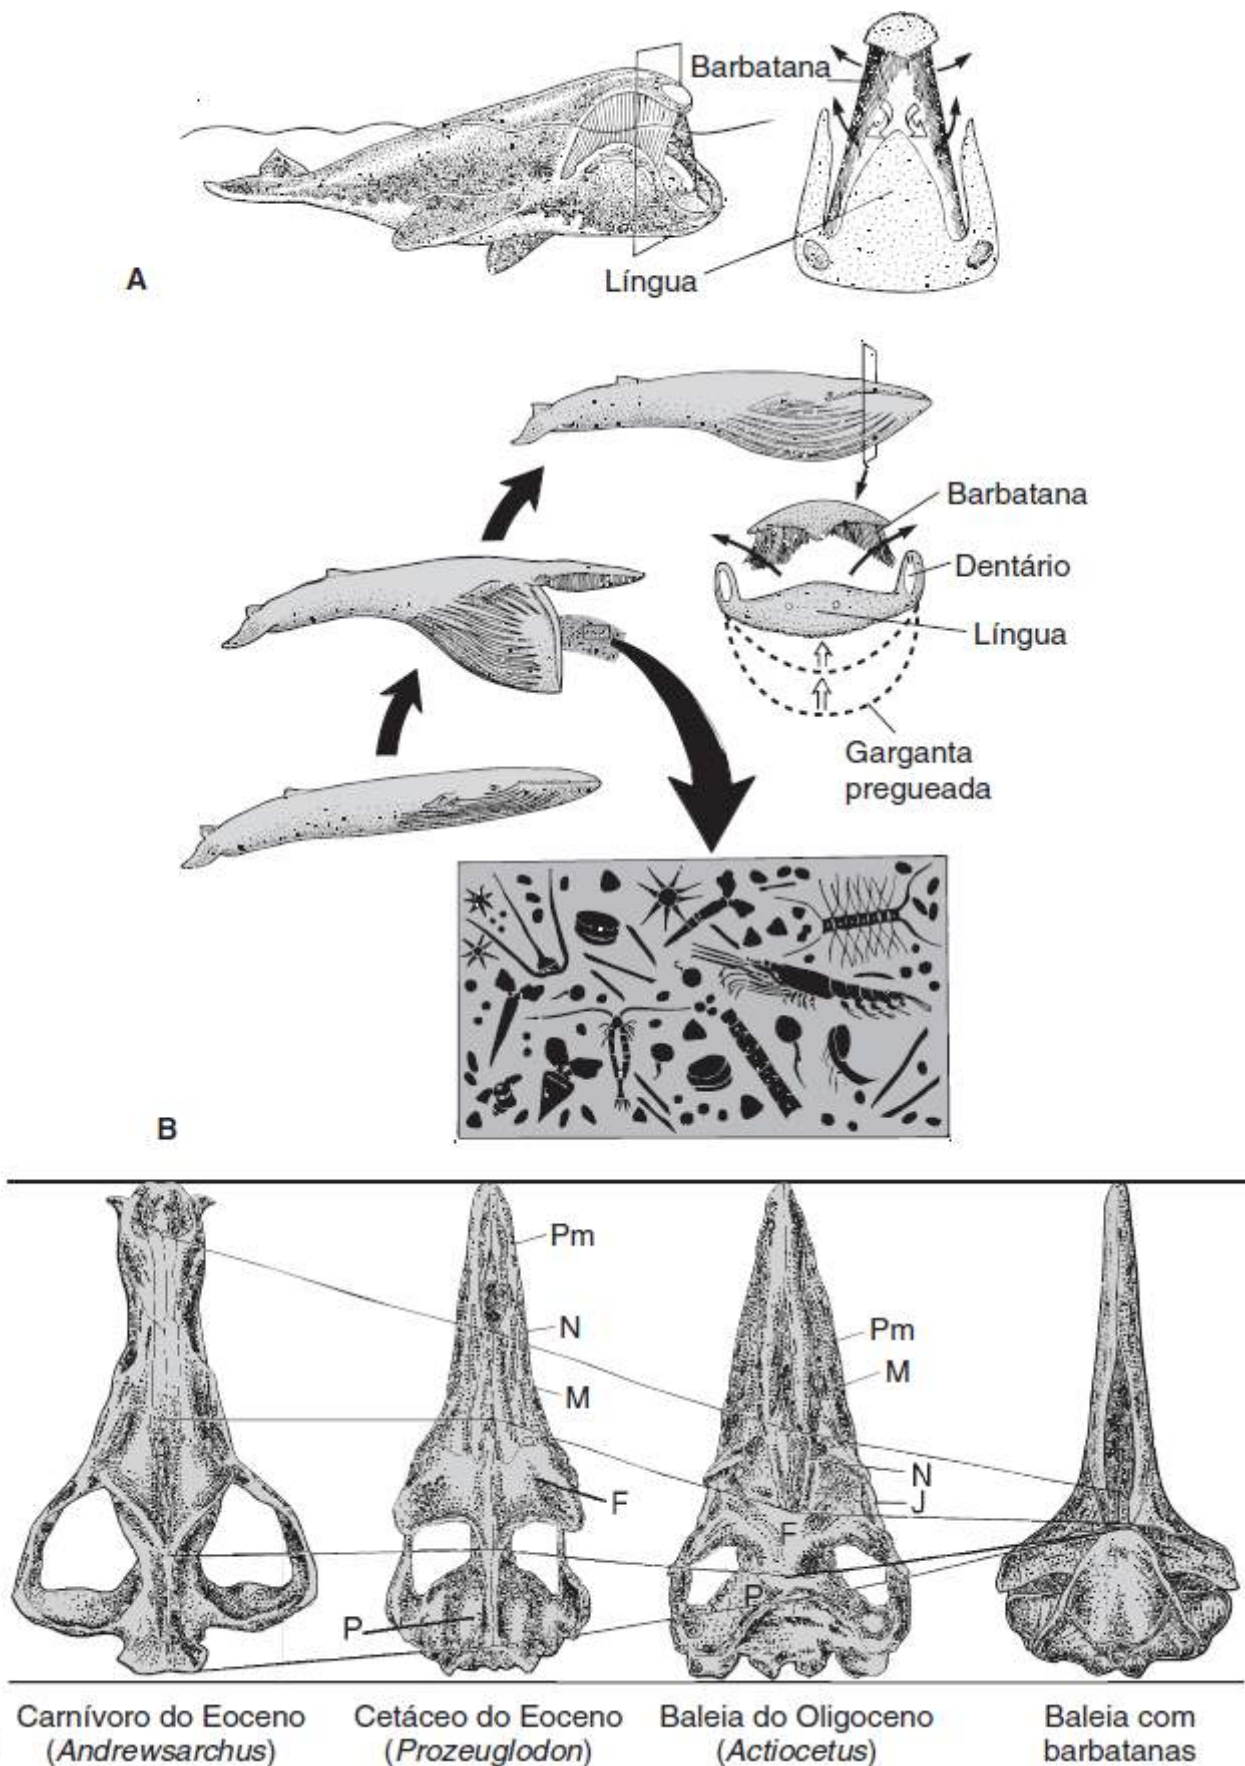 Barbatana
Língua
A
Barbatana
Dentário
Língua
Garganta
pregueada
B
Pm
N
M
F
P
Pm
M
N
J
F
P
Carnívoro do Eoceno
(Andrewsarchus)
Cetáceo do Eoceno
(Prozeuglodon)
Baleia do Oligoceno
(Actiocetus)
Baleia com
barbatanas